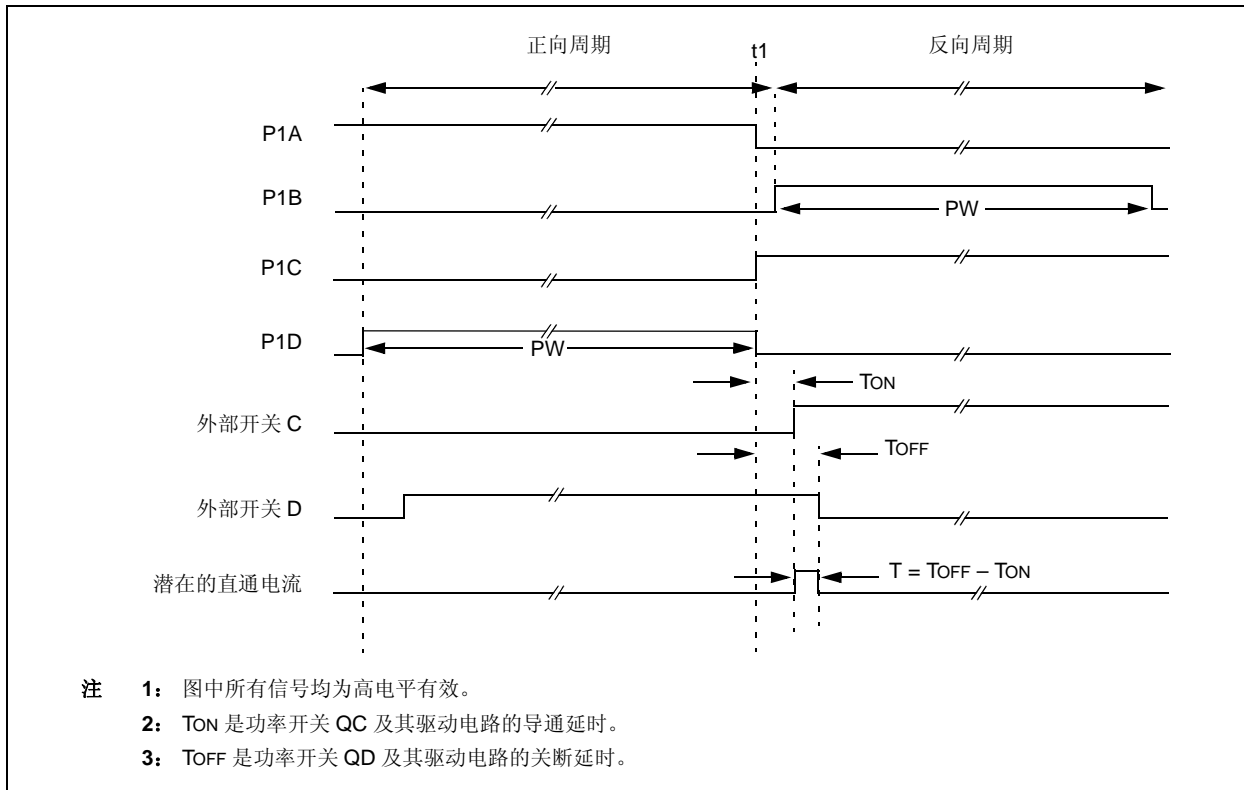 正向周期 t1 反向周期
P1A
P1B
PW
P1C
P1D
PW
TON
外部开关 C
TOFF
外部开关 D
潜在的直通电流
T = TOFF – TON
注 1： 图中所有信号均为高电平有效。
2： TON 是功率开关 QC 及其驱动电路的导通延时。
3： TOFF 是功率开关 QD 及其驱动电路的关断延时。